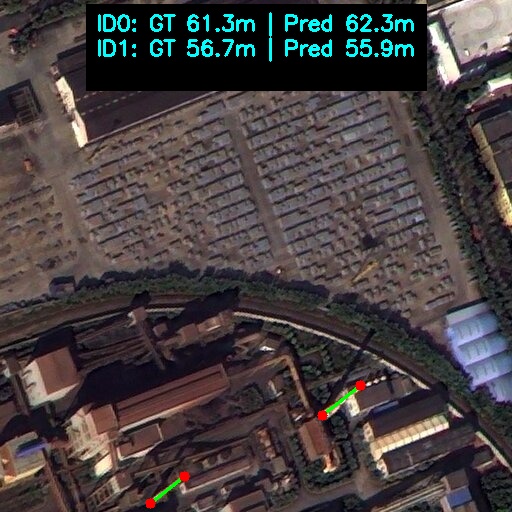 ID0: GT 61.3m | Pred 62.3m
ID1: GT 56.7m | Pred 55.9m